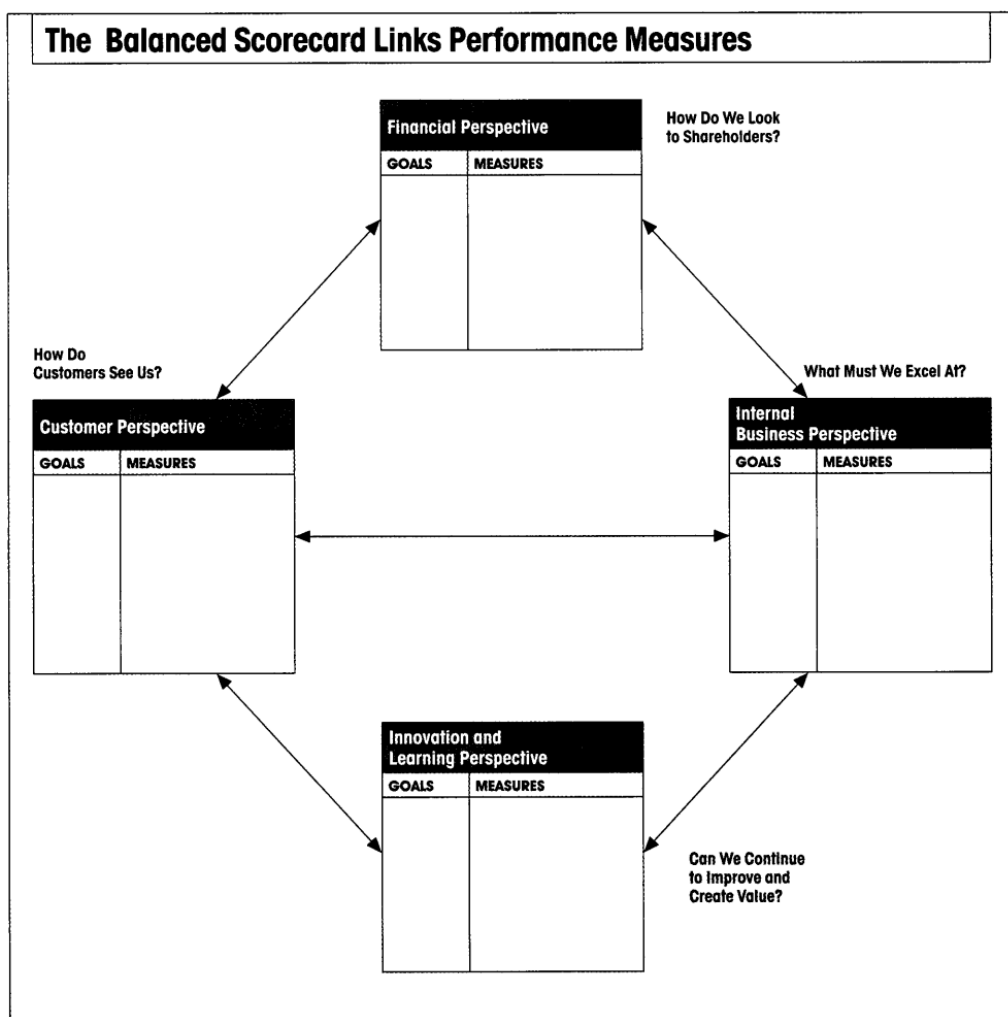 The Balanced Scorecard Links Performance Measures
Financial Perspective
GOALS MEASURES
How Do We Look
to Shareholders?
How Do
Customers See Us?
Customer Perspective
GOALS MEASURES
What Must We Excel At?
Internal
Business Perspective
GOALS MEASURES
Innovation and
Learning Perspective
GOALS MEASURES
Can We Continue
to Improve and
Create Value?